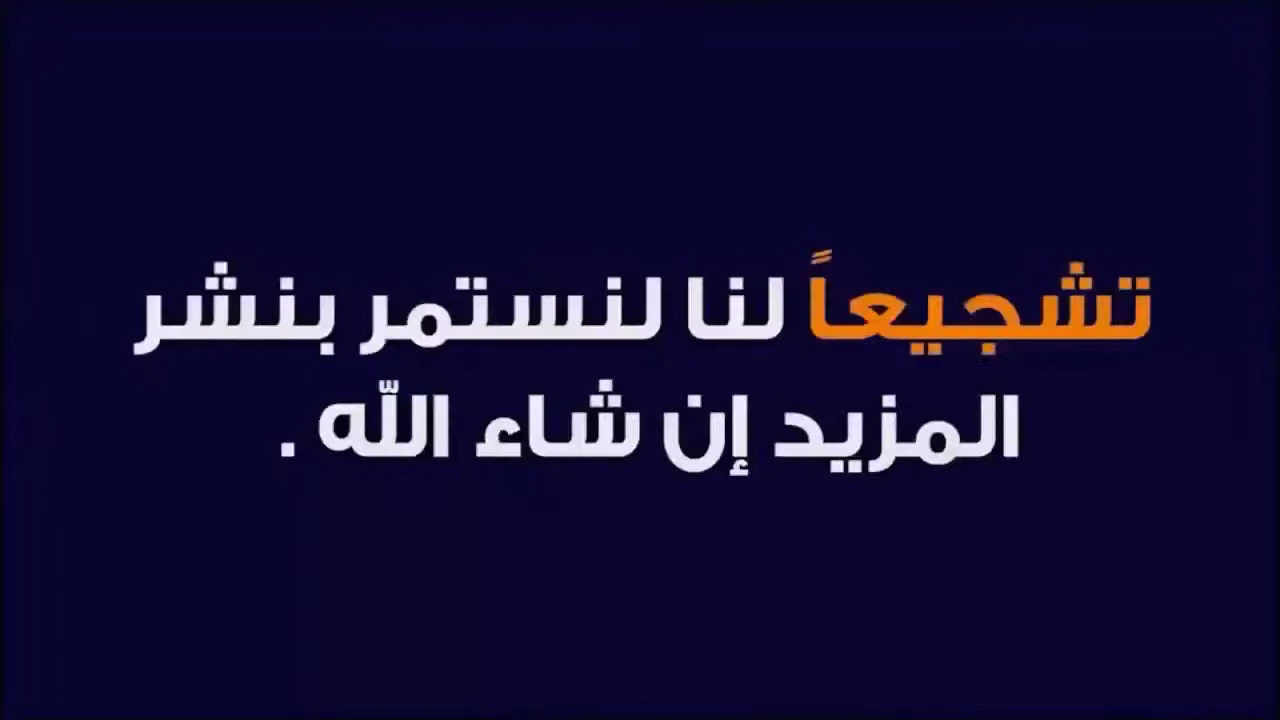 تشجيعاً لنا لنستمر بنشر
المزيد إن شاء الله .